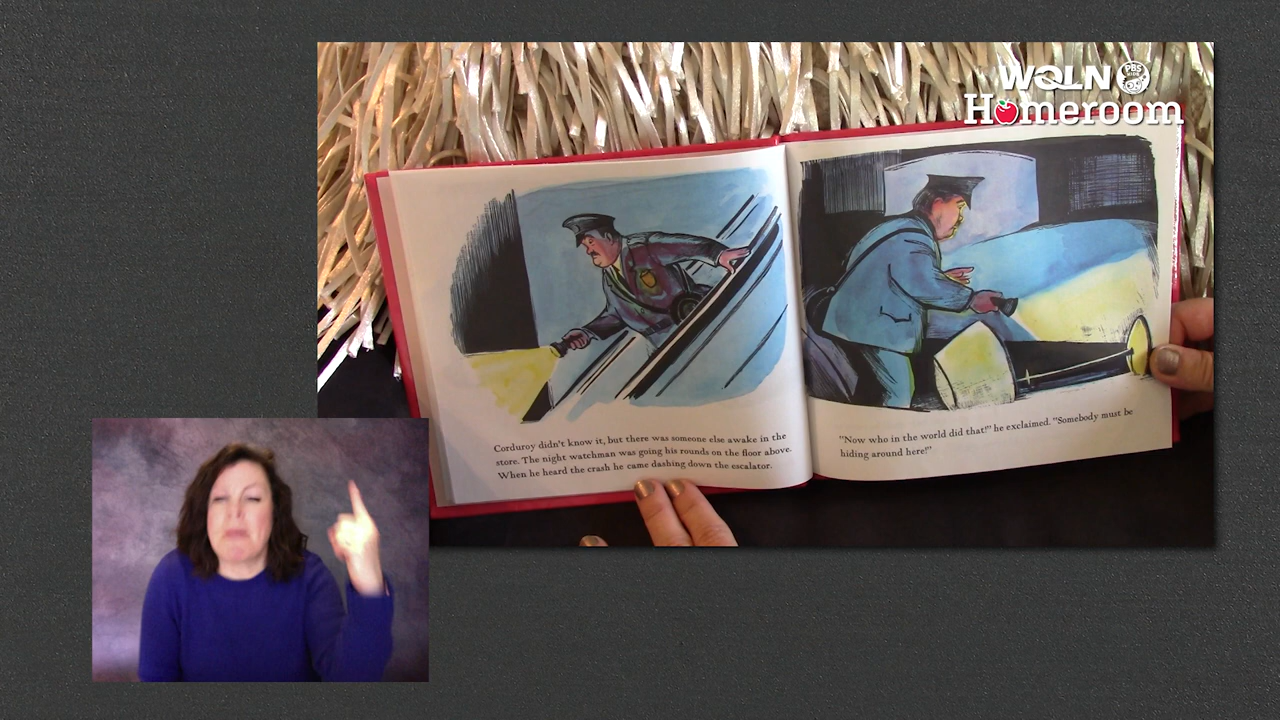 WQLN PBS KIDS
Homeroom
Corduroy didn't know it, but there was someone else awake in the
store. The night watchman was going his rounds on the floor above.
When he heard the crash he came dashing down the escalator.
"Now who in the world did that!" he exclaimed. "Somebody must be
hiding around here!"